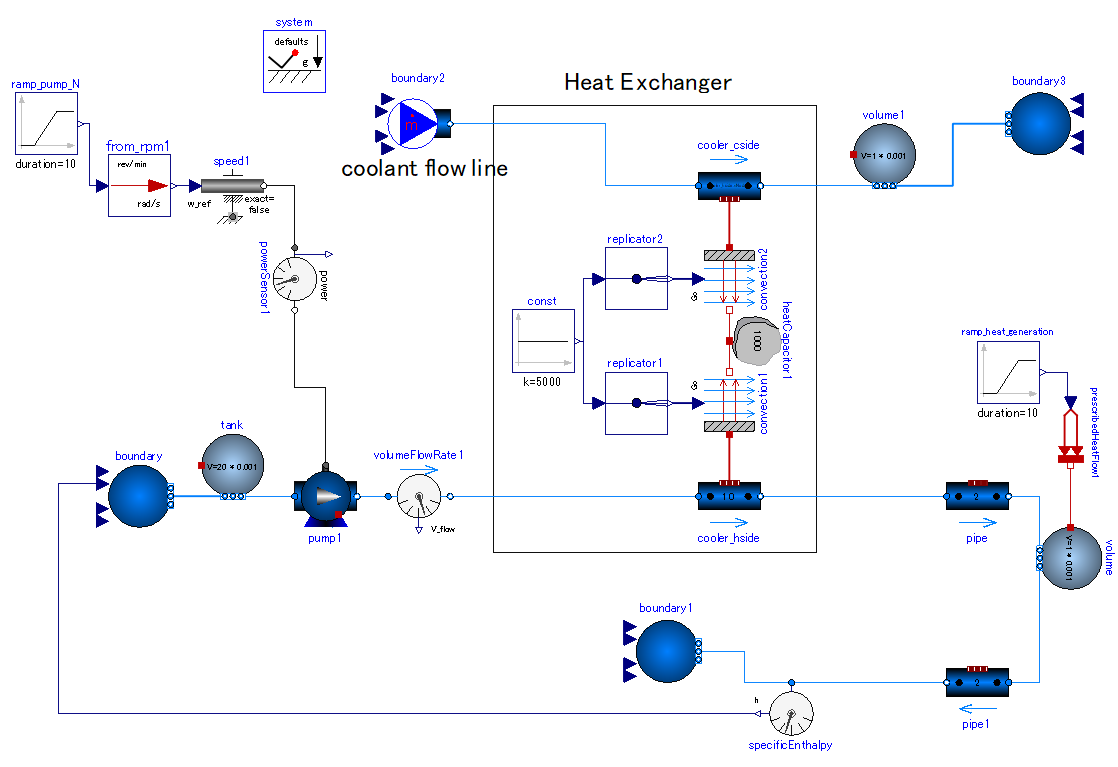 system
defaults
g
ramp_pump_N
duration=10
from_rpm1
rev/min
rad/s
speed1
w_ref
exact=
false
boundary2
ṁ
coolant flow line
Heat Exchanger
cooler_cside
volume1
V=1 * 0.001
boundary3
powerSensor1
power
replicator2
convection2
Gc
const
k=5000
heatCapacitor1
1000
replicator1
Gc
convection1
ramp_heat_generation
duration=10
prescribedHeatFlow1
boundary
tank
V=20 * 0.001
pump1
volumeFlowRate1
V_flow
10
cooler_hside
2
pipe
volume
V=1 * 0.001
boundary1
h
specificEnthalpy
2
pipe1